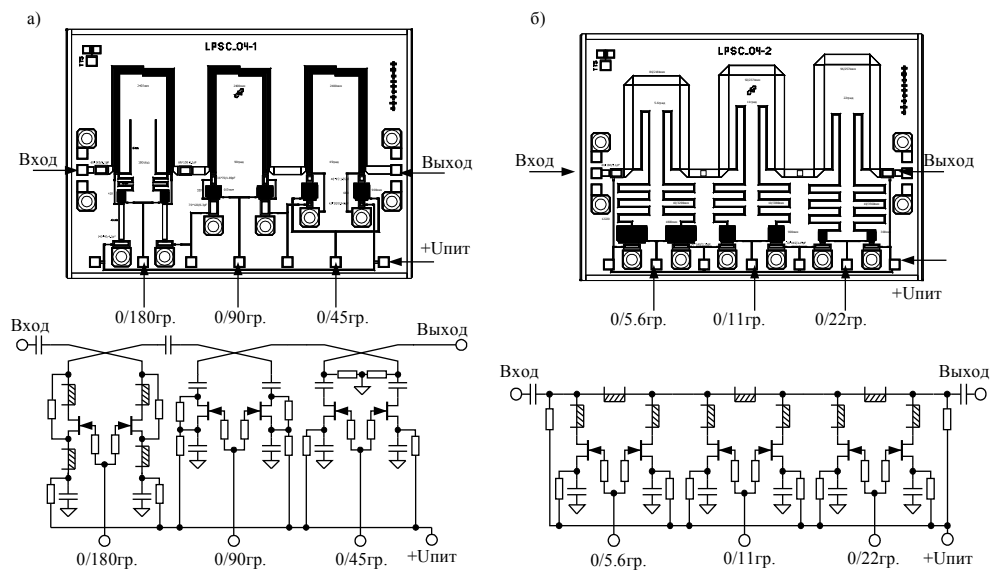 а)
LPSC_04-1
Вход
Выход
+Uпит
0/180гр.
0/90гр.
0/45гр.
Вход
Выход
0/180гр.
0/90гр.
0/45гр.
+Uпит
б)
LPSC_04-2
Вход
Выход
+Uпит
0/5.6гр.
0/11гр.
0/22гр.
Вход
Выход
0/5.6гр.
0/11гр.
0/22гр.
+Uпит